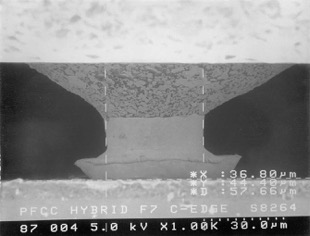 *X :36.80µm
*Y :44.40µm
*D :57.66µm
PFGC HYBRID F7 C-EDGE S8264
87 004 5.0 kV X1.00K 30.0µm